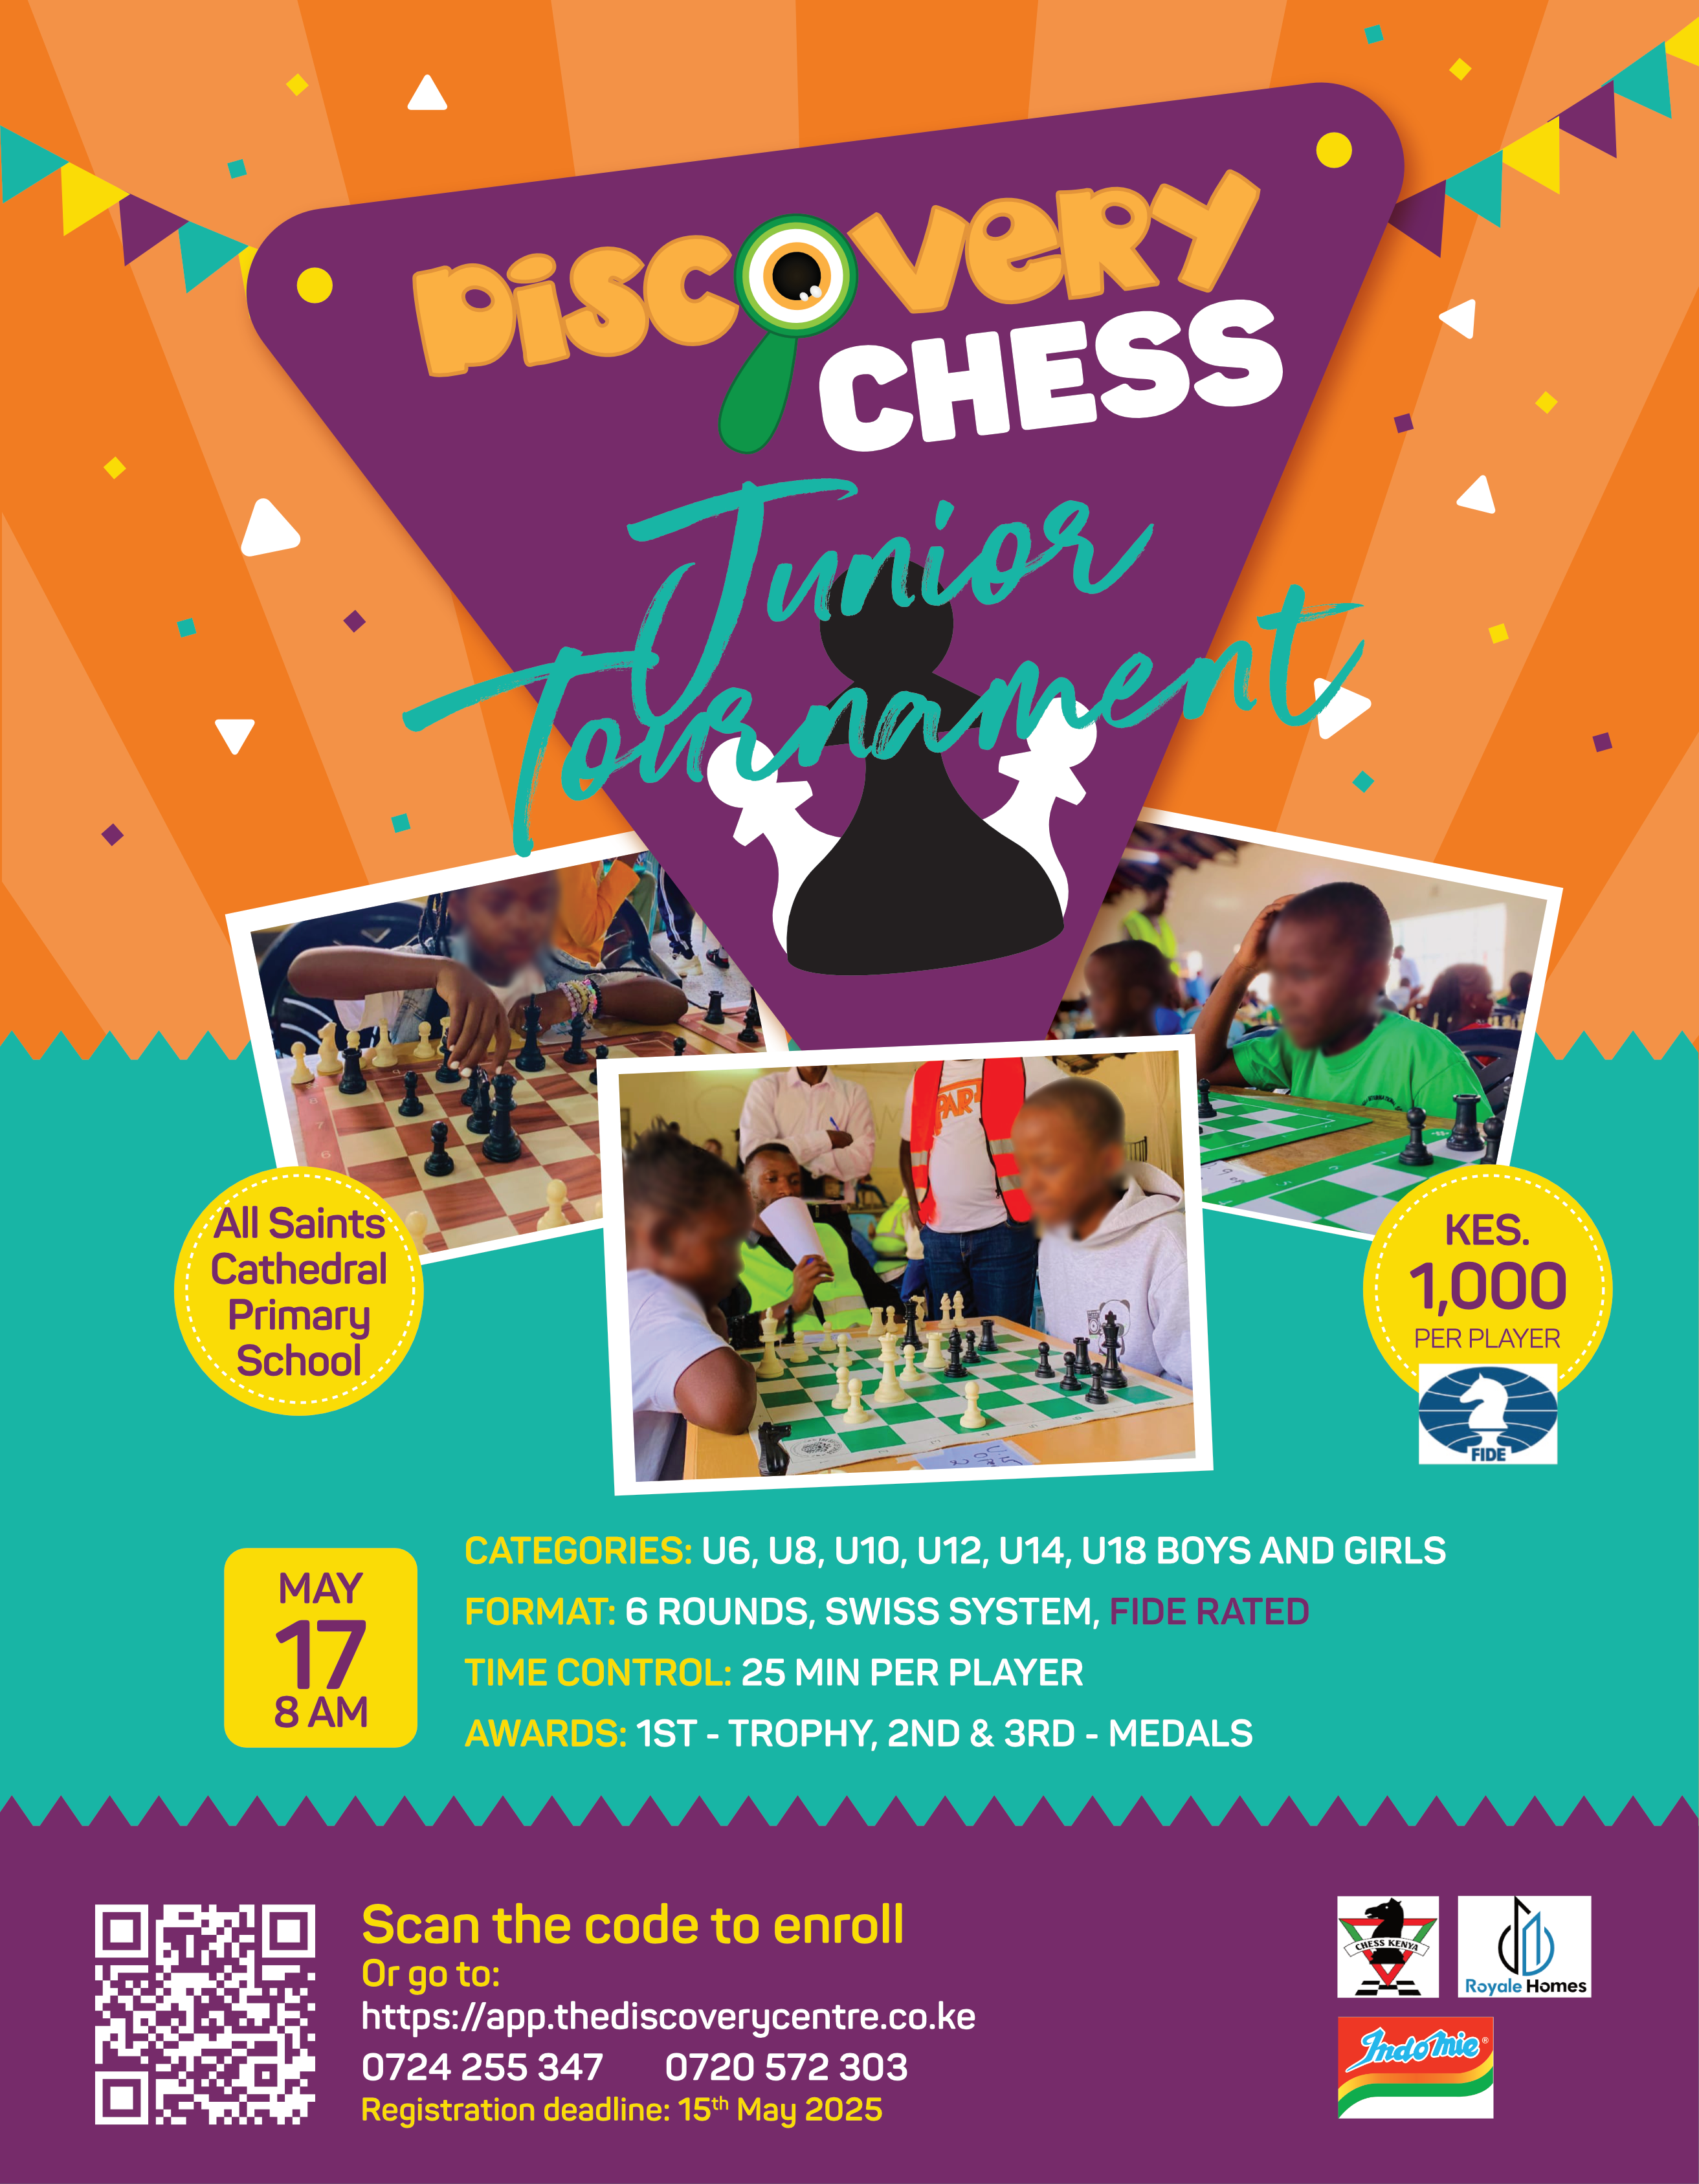 DiSCOVeRY
CHESS
Junior
Tournament
PAR
All Saints
Cathedral
Primary
School
KES.
1,000
PER PLAYER
FIDE
MAY
17
8 AM
CATEGORIES: U6, U8, U10, U12, U14, U18 BOYS AND GIRLS
FORMAT: 6 ROUNDS, SWISS SYSTEM, FIDE RATED
TIME CONTROL: 25 MIN PER PLAYER
AWARDS: 1ST - TROPHY, 2ND & 3RD - MEDALS
Scan the code to enroll
Or go to:
https://app.thediscoverycentre.co.ke
0724 255 347 0720 572 303
Registration deadline: 15th May 2025
CHESS KENYA
Royale Homes
Indomie®